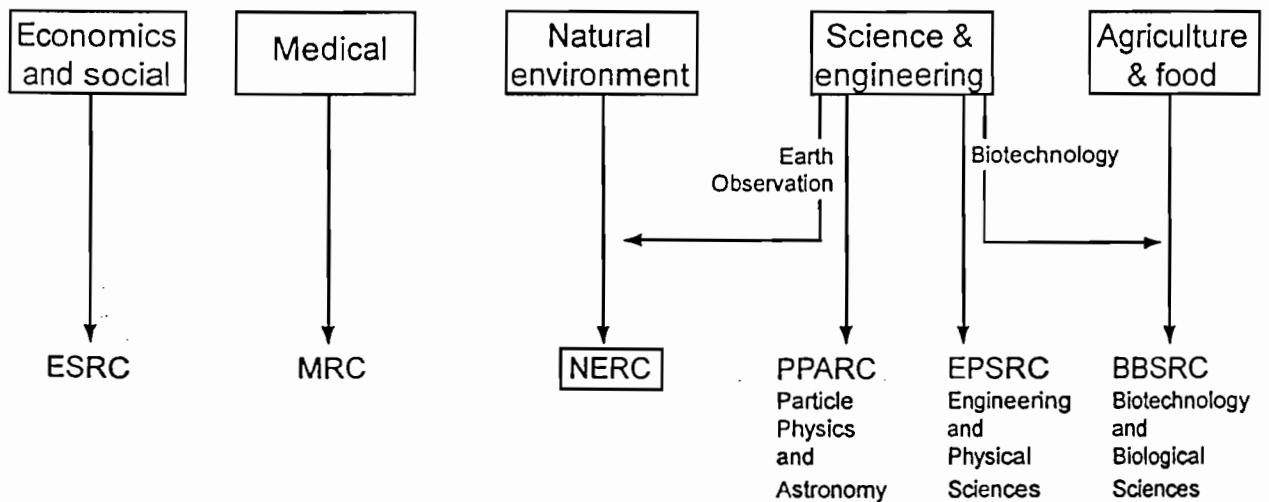 Economics
and social
Medical
Natural
environment
Science &
engineering
Agriculture
& food
Earth
Observation
Biotechnology
ESRC
MRC
NERC
PPARC
Particle
Physics
and
Astronomy
EPSRC
Engineering
and
Physical
Sciences
BBSRC
Biotechnology
and
Biological
Sciences